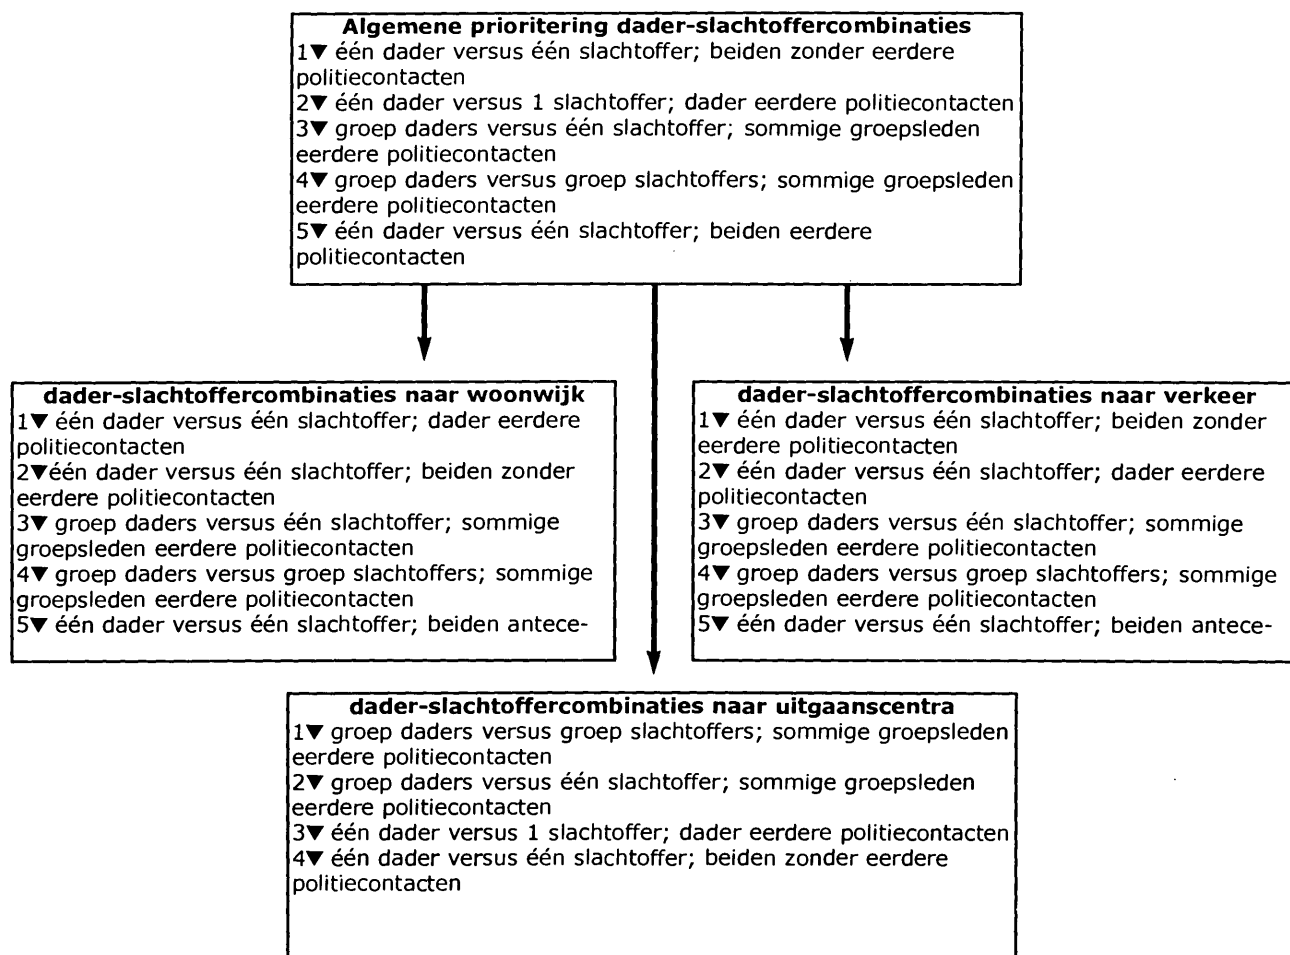 Algemene prioritering dader-slachtoffercombinaties
1▼ één dader versus één slachtoffer; beiden zonder eerdere
politiecontacten
2▼ één dader versus 1 slachtoffer; dader eerdere politiecontacten
3▼ groep daders versus één slachtoffer; sommige groepsleden
eerdere politiecontacten
4▼ groep daders versus groep slachtoffers; sommige groepsleden
eerdere politiecontacten
5▼ één dader versus één slachtoffer; beiden eerdere
politiecontacten
dader-slachtoffercombinaties naar woonwijk
1▼ één dader versus één slachtoffer; dader eerdere
politiecontacten
2▼één dader versus één slachtoffer; beiden zonder
eerdere politiecontacten
3▼ groep daders versus één slachtoffer; sommige
groepsleden eerdere politiecontacten
4▼ groep daders versus groep slachtoffers; sommige
groepsleden eerdere politiecontacten
5▼ één dader versus één slachtoffer; beiden antece-
dader-slachtoffercombinaties naar verkeer
1▼ één dader versus één slachtoffer; beiden zonder
eerdere politiecontacten
2▼ één dader versus één slachtoffer; dader eerdere
politiecontacten
3▼ groep daders versus één slachtoffer; sommige
groepsleden eerdere politiecontacten
4▼ groep daders versus groep slachtoffers; sommige
groepsleden eerdere politiecontacten
5▼ één dader versus één slachtoffer; beiden antece-
dader-slachtoffercombinaties naar uitgaanscentra
1▼ groep daders versus groep slachtoffers; sommige groepsleden
eerdere politiecontacten
2▼ groep daders versus één slachtoffer; sommige groepsleden
eerdere politiecontacten
3▼ één dader versus 1 slachtoffer; dader eerdere politiecontacten
4▼ één dader versus één slachtoffer; beiden zonder eerdere
politiecontacten